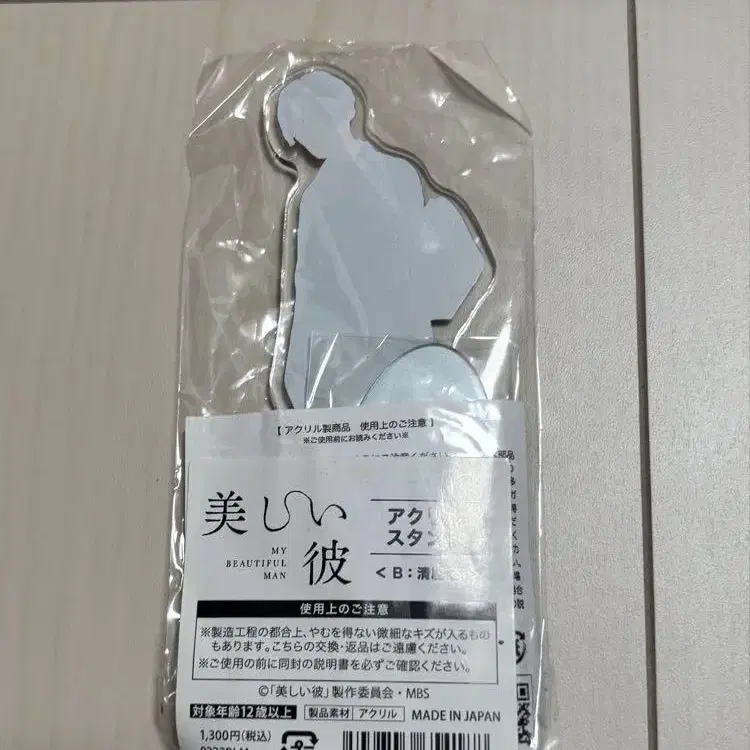 【アクリル製商品 使用上のご注意】
※ご使用前にお読みください※
美しい彼
MY
BEAUTIFUL
MAN
アク
スタン
<B:清
使用上のご注意
※製造工程の都合上、やむを得ない微細なキズが入るもの
もあります。こちらの交換・返品はご遠慮ください。
※ご使用の前に同封の説明書を必ずご確認ください。
©「美しい彼」製作委員会・MBS
対象年齢12歳以上 製品素材 アクリル MADE IN JAPAN
1,300円(税込)